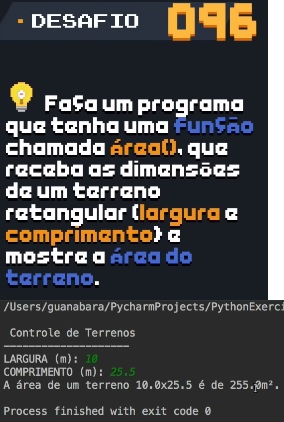 DESAFIO 096
Faça um programa
que tenha uma função
chamada área(), que
receba as dimensões
de um terreno
retangular (largura e
comprimento) e
mostre a área do
terreno.
/Users/guanabara/PycharmProjects/PythonExerci
Controle de Terrenos
--------------------
LARGURA (m): 10
COMPRIMENTO (m): 25.5
A área de um terreno 10.0x25.5 é de 255.0m².
Process finished with exit code 0